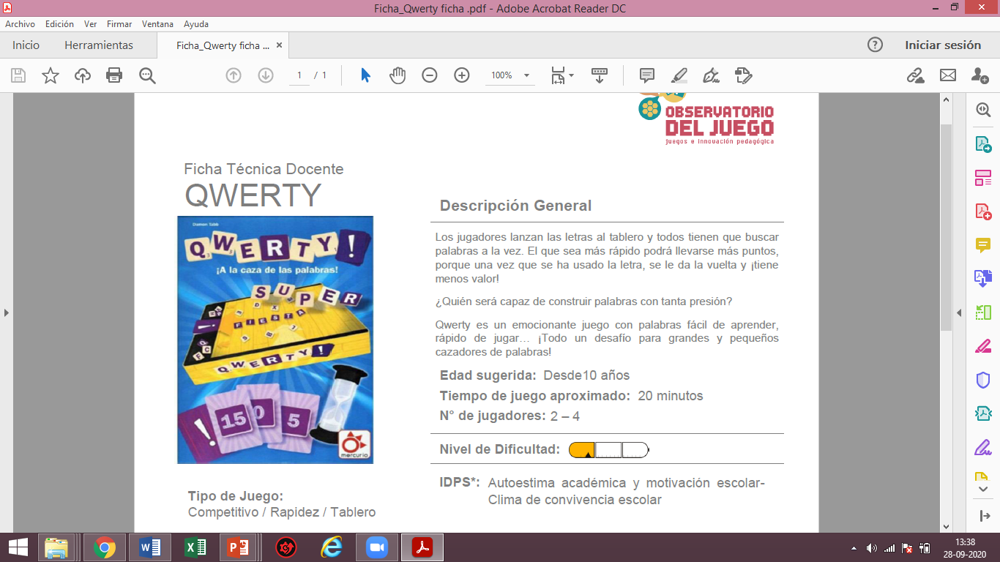 Ficha_Qwerty ficha .pdf - Adobe Acrobat Reader DC
Archivo Edición Ver Firmar Ventana Ayuda
Inicio Herramientas Ficha_Qwerty ficha ... × Iniciar sesión
1 / 1 100%
OBSERVATORIO
DEL JUEGO
juegos e innovación pedagógica
Ficha Técnica Docente
QWERTY
QWERTY!
¡A la caza de las palabras!
SUPER
FIESTA
QWERTY!
! 15 0 5
mercurio
Tipo de Juego:
Competitivo / Rapidez / Tablero
Descripción General
Los jugadores lanzan las letras al tablero y todos tienen que buscar
palabras a la vez. El que sea más rápido podrá llevarse más puntos,
porque una vez que se ha usado la letra, se le da la vuelta y ¡tiene
menos valor!
¿Quién será capaz de construir palabras con tanta presión?
Qwerty es un emocionante juego con palabras fácil de aprender,
rápido de jugar… ¡Todo un desafío para grandes y pequeños
cazadores de palabras!
Edad sugerida: Desde10 años
Tiempo de juego aproximado: 20 minutos
N° de jugadores: 2 – 4
Nivel de Dificultad:
IDPS*: Autoestima académica y motivación escolar-
Clima de convivencia escolar
13:38
28-09-2020